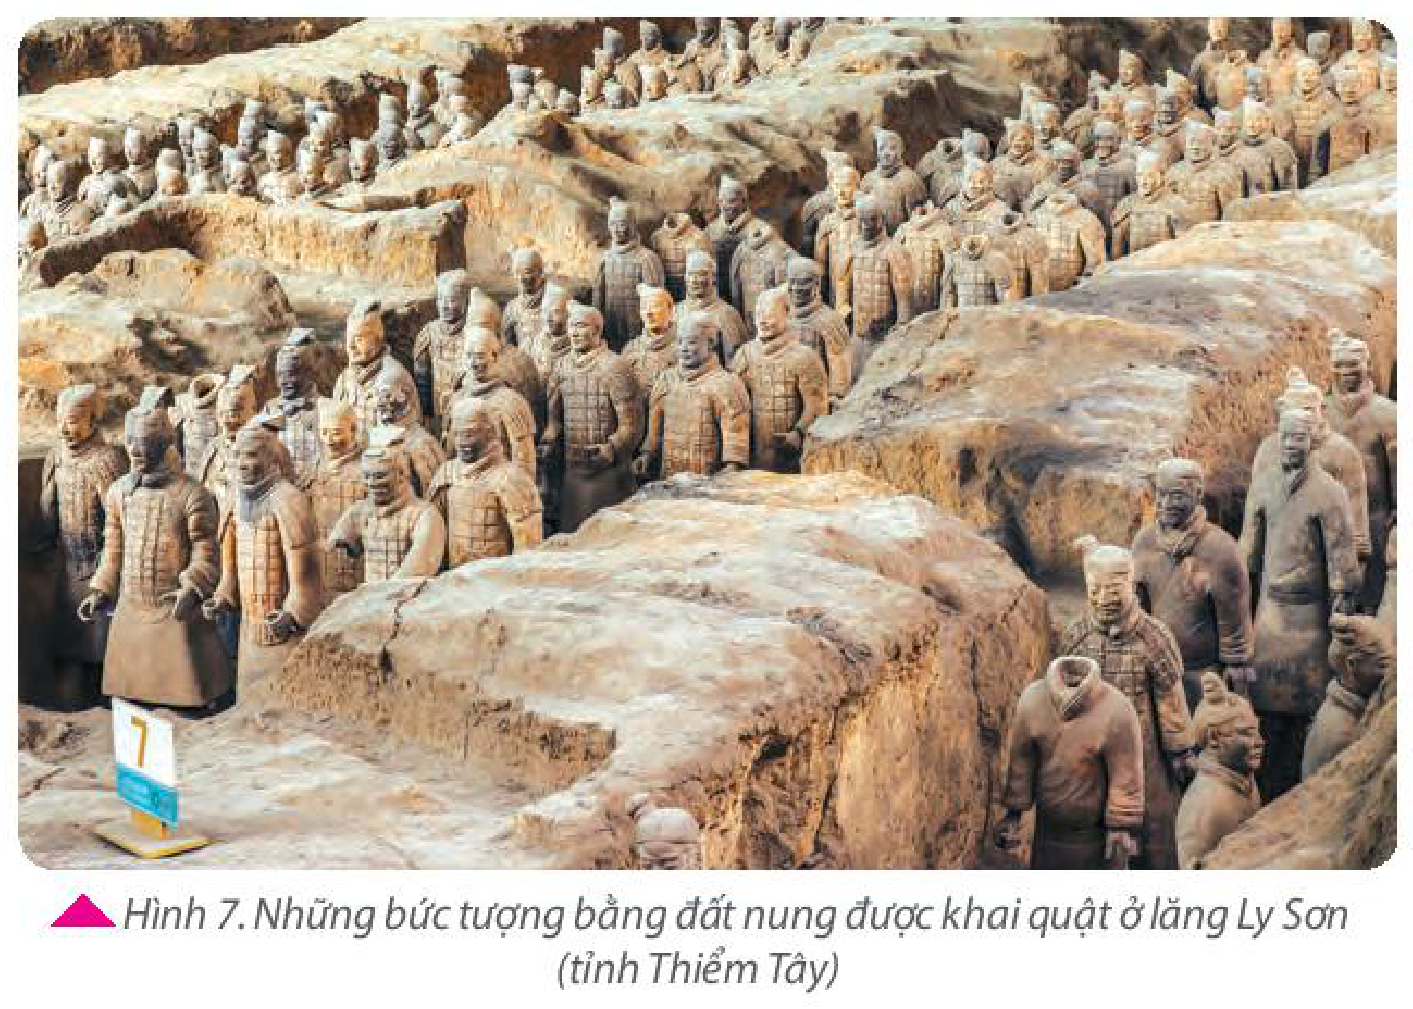 7
Hình 7. Những bức tượng bằng đất nung được khai quật ở lăng Ly Sơn
(tỉnh Thiểm Tây)